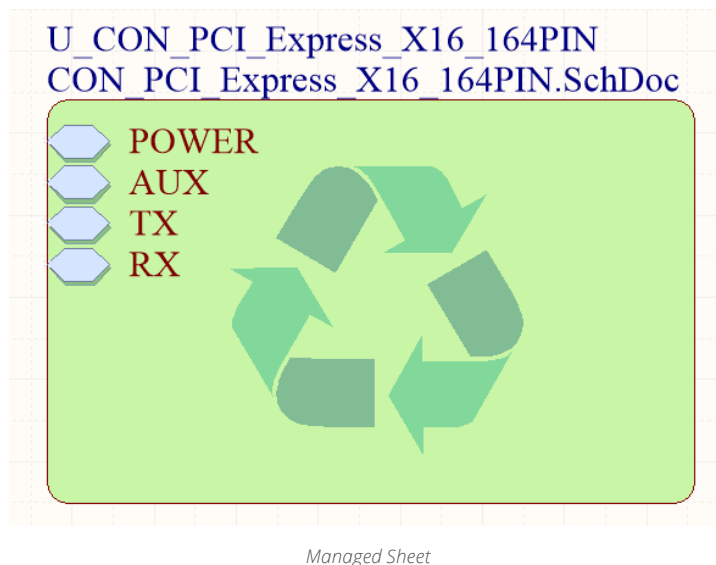 U_CON_PCI_Express_X16_164PIN
CON_PCI_Express_X16_164PIN.SchDoc
POWER
AUX
TX
RX
Managed Sheet